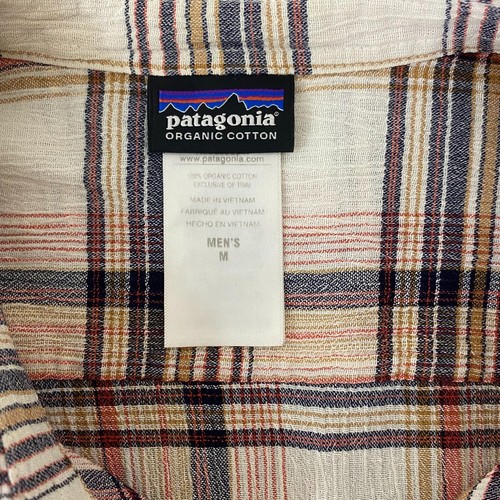 patagonia®
ORGANIC COTTON
www.patagonia.com
100% ORGANIC COTTON
EXCLUSIVE OF TRIM
MADE IN VIETNAM
FABRIQUÉ AU VIETNAM
HECHO EN VIETNAM
MEN'S
M